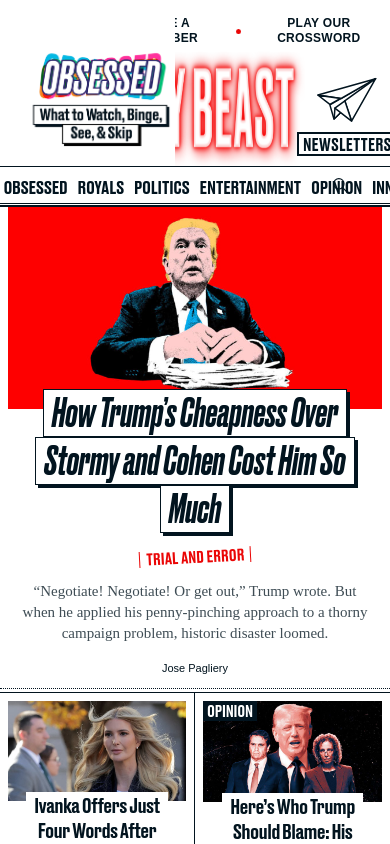 E A
BER
PLAY OUR
CROSSWORD
OBSESSED
What to Watch, Binge,
See, & Skip
Y BEAST
NEWSLETTERS
OBSESSED ROYALS POLITICS ENTERTAINMENT OPINION INN
How Trump's Cheapness Over
Stormy and Cohen Cost Him So
Much
TRIAL AND ERROR
“Negotiate! Negotiate! Or get out,” Trump wrote. But
when he applied his penny-pinching approach to a thorny
campaign problem, historic disaster loomed.
Jose Pagliery
Ivanka Offers Just
Four Words After
OPINION
Here's Who Trump
Should Blame: His